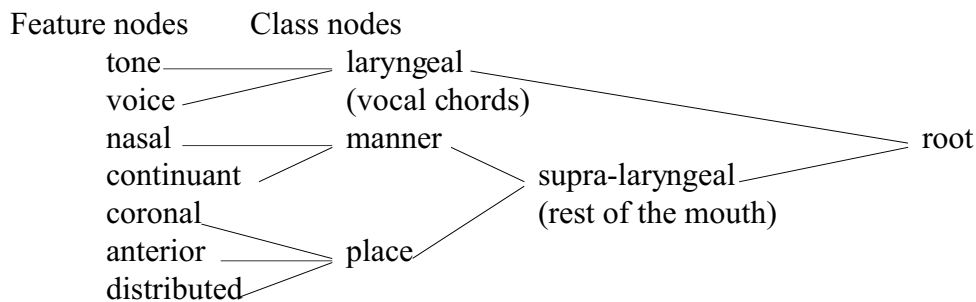 Feature nodes Class nodes
tone laryngeal
voice (vocal chords)
nasal manner root
continuant supra-laryngeal
coronal (rest of the mouth)
anterior place
distributed